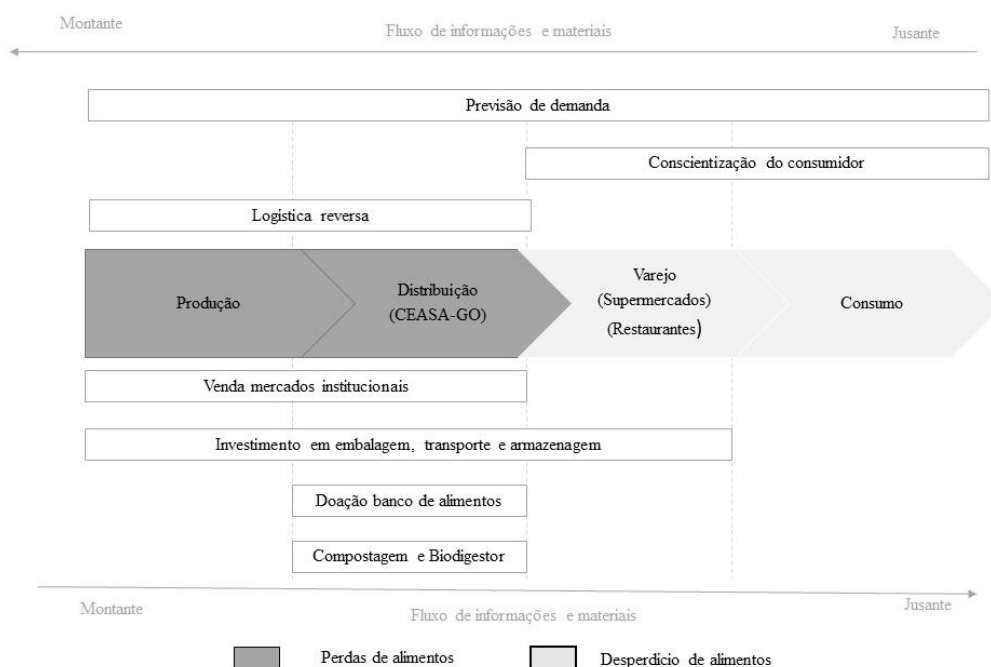 Montante
Fluxo de informações e materiais
Jusante
Previsão de demanda
Conscientização do consumidor
Logística reversa
Produção
Distribuição
(CEASA-GO)
Varejo
(Supermercados)
(Restaurantes)
Consumo
Venda mercados institucionais
Investimento em embalagem, transporte e armazenagem
Doação banco de alimentos
Compostagem e Biodigestor
Montante
Fluxo de informações e materiais
Jusante
Perdas de alimentos
Desperdício de alimentos